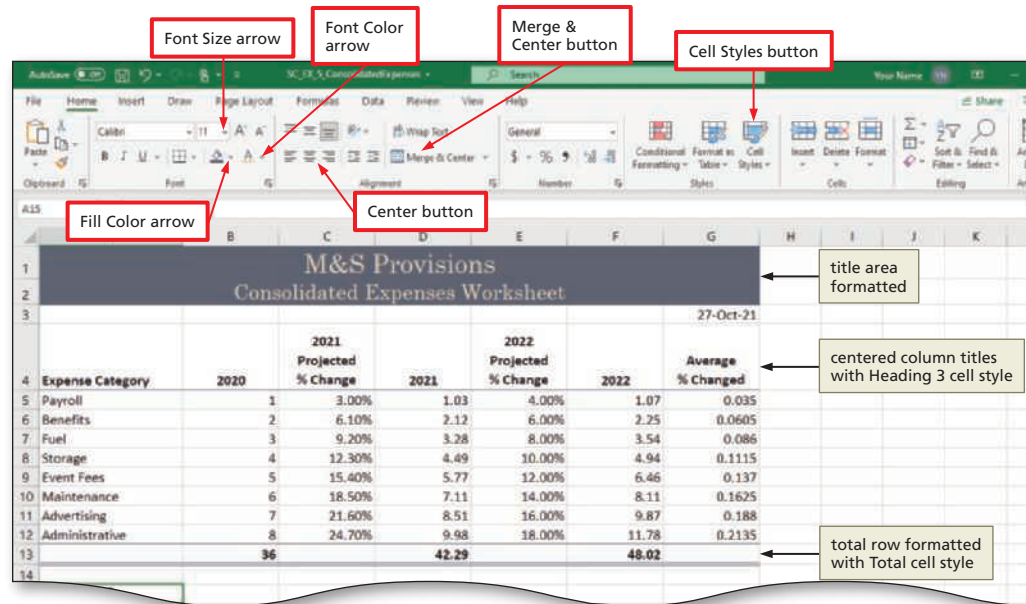 Font Size arrow
Font Color
arrow
Merge &
Center button
Cell Styles button
AutoSave Off SC_EX_5_ConsolidatedExpenses Search Your Name YN
File Home Insert Draw Page Layout Formulas Data Review View Help Share
Calibri 11 A A Wrap Text General
Paste B I U A Merge & Center $ % Conditional Format as Cell Insert Delete Format Sort & Find &
Formatting Table Styles Filter Select
Clipboard Font Alignment Number Styles Cells Editing
Fill Color arrow
Center button
A15
B C D E F G H I J K
1 M&S Provisions
2 Consolidated Expenses Worksheet
title area
formatted
3 27-Oct-21
2021 2022
Projected Projected Average
4 Expense Category 2020 % Change 2021 % Change 2022 % Changed
centered column titles
with Heading 3 cell style
5 Payroll 1 3.00% 1.03 4.00% 1.07 0.035
6 Benefits 2 6.10% 2.12 6.00% 2.25 0.0605
7 Fuel 3 9.20% 3.28 8.00% 3.54 0.086
8 Storage 4 12.30% 4.49 10.00% 4.94 0.1115
9 Event Fees 5 15.40% 5.77 12.00% 6.46 0.137
10 Maintenance 6 18.50% 7.11 14.00% 8.11 0.1625
11 Advertising 7 21.60% 8.51 16.00% 9.87 0.188
12 Administrative 8 24.70% 9.98 18.00% 11.78 0.2135
13 36 42.29 48.02
total row formatted
with Total cell style
14